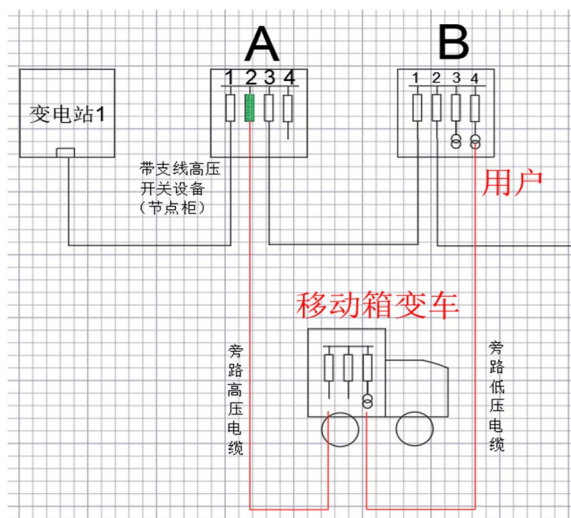 A
B
1 2 3 4
1 2 3 4
变电站1
带支线高压
开关设备
(节点柜)
用户
移动箱变车
旁路高压电缆
旁路低压电缆